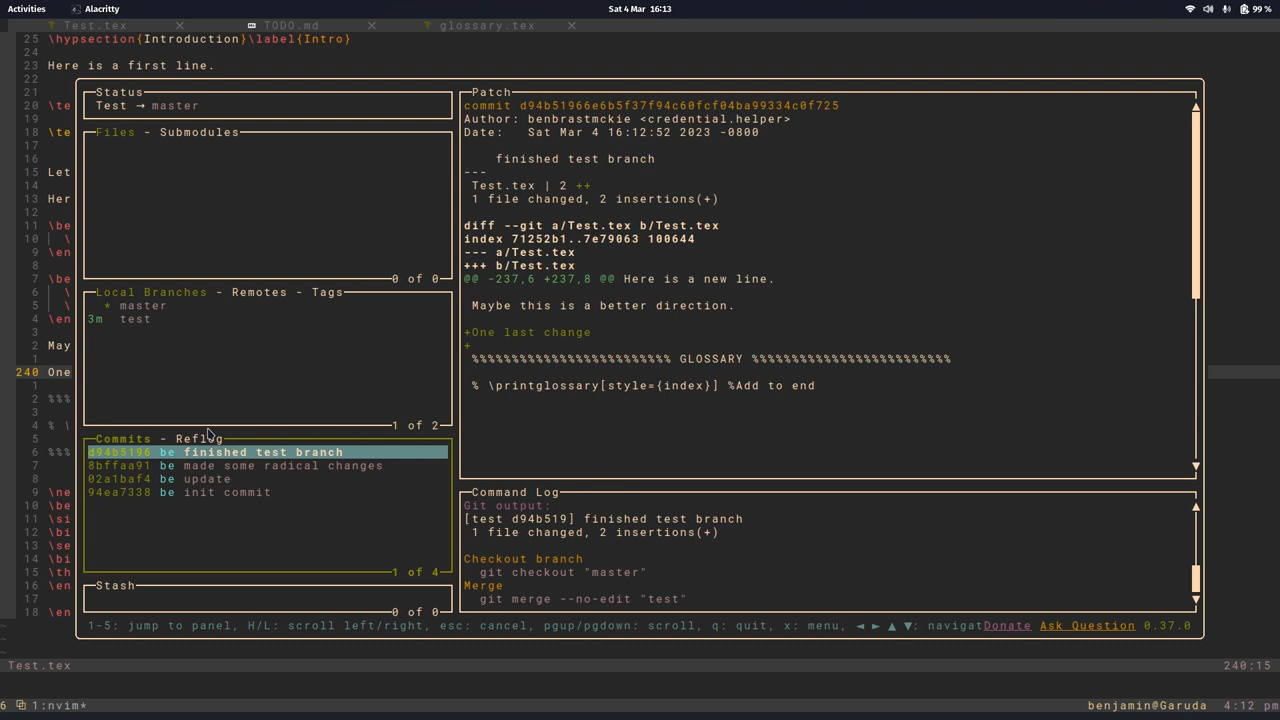 Activities
Alacritty
Sat 4 Mar 16:13
99 %
Test.tex
TODO.md
glossary.tex
25 \hypsection{Introduction}\label{Intro}
24
23 Here is a first line.
22
21 \te
20
19
18 \te
17
16
15 Let
14
13 Her
12
11 \be
10 \
9 \en
8
7 \be
6 \
5 \
4 \en
3
2 May
1
240 One
1
2 %%%
3
4 % \
5
6 %%%
7
8
9 \ne
10 \be
11 \si
12 \bi
13 \se
14 \bi
15 \th
16 \en
17
18 \en
Status
Test → master
Files - Submodules
0 of 0
Local Branches - Remotes - Tags
* master
3m test
1 of 2
Commits - Reflog
d94b5196 be finished test branch
8bffaa91 be made some radical changes
02a1baf4 be update
94ea7338 be init commit
1 of 4
Stash
0 of 0
Patch
commit d94b51966e6b5f37f94c60fcf04ba99334c0f725
Author: benbrastmckie <credential.helper>
Date: Sat Mar 4 16:12:52 2023 -0800
finished test branch
---
Test.tex | 2 ++
1 file changed, 2 insertions(+)
diff --git a/Test.tex b/Test.tex
index 71252b1..7e79063 100644
--- a/Test.tex
+++ b/Test.tex
@@ -237,6 +237,8 @@ Here is a new line.
Maybe this is a better direction.
+One last change
+
%%%%%%%%%%%%%%%%%%%%%%%%% GLOSSARY %%%%%%%%%%%%%%%%%%%%%%%%%
% \printglossary[style={index}] %Add to end
Command Log
Git output:
[test d94b519] finished test branch
1 file changed, 2 insertions(+)
Checkout branch
git checkout "master"
Merge
git merge --no-edit "test"
1-5: jump to panel, H/L: scroll left/right, esc: cancel, pgup/pgdown: scroll, q: quit, x: menu, ◄ ► ▲ ▼: navigatDonate Ask Question 0.37.0
~
~
Test.tex
240:15
6 1:nvim*
benjamin@Garuda 4:12 pm